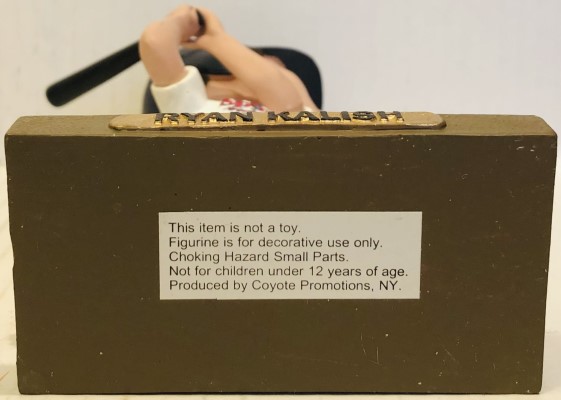 RYAN KALISH
This item is not a toy.
Figurine is for decorative use only.
Choking Hazard Small Parts.
Not for children under 12 years of age.
Produced by Coyote Promotions, NY.